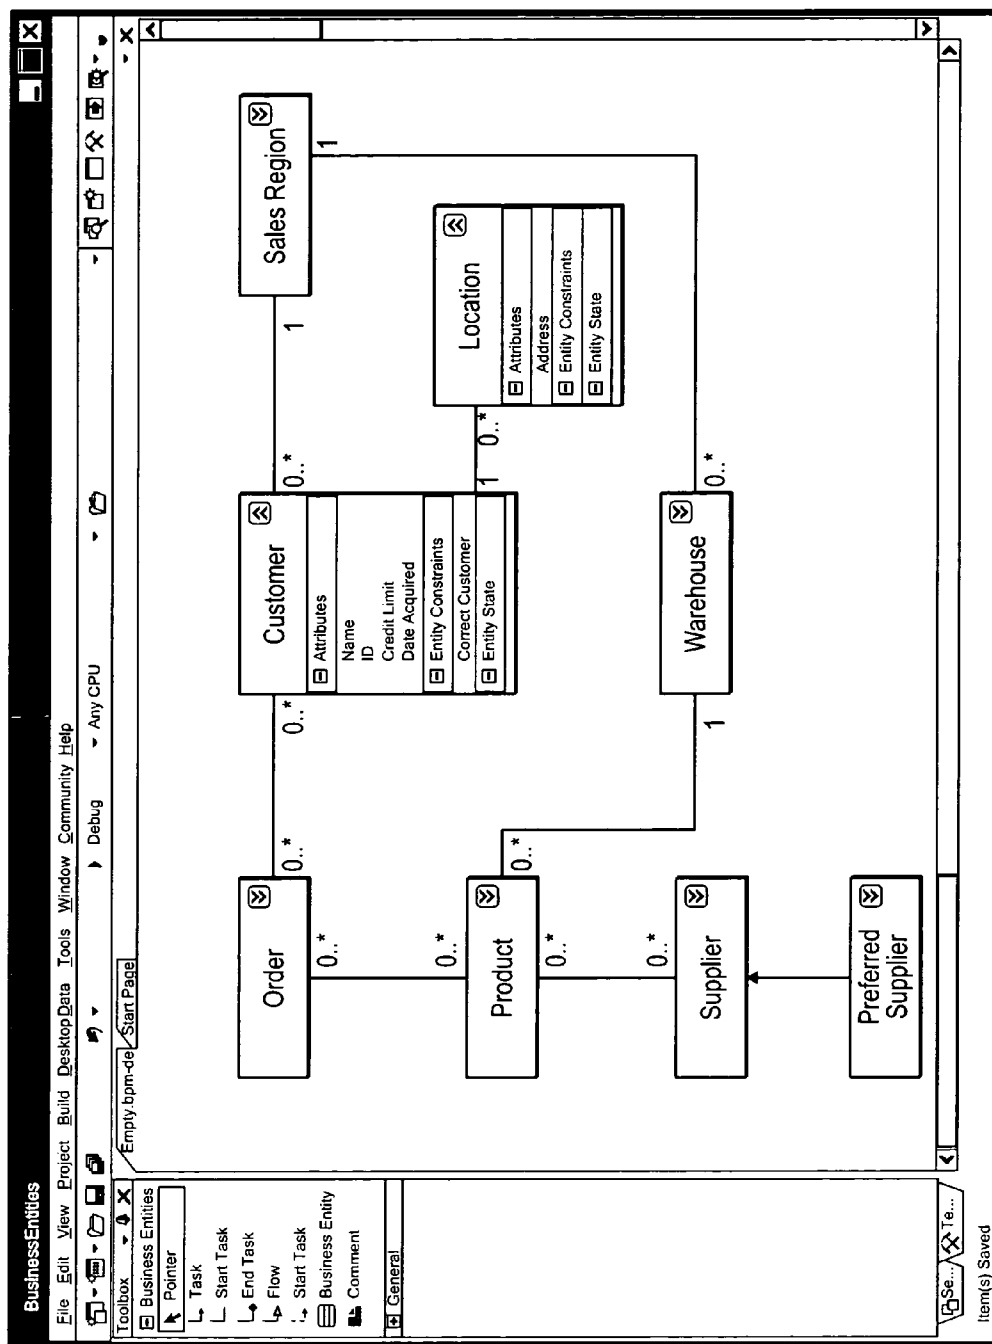 BusinessEntities
File Edit View Project Build Desktop Data Tools Window Community Help
Debug Any CPU
Toolbox
Empty.bpm-de Start Page
Business Entities
Pointer
Task
Start Task
End Task
Flow
Start Task
Business Entity
Comment
General
Order
0..*
0..*
Customer
0..*
1
Sales Region
Attributes
Name
ID
Credit Limit
Date Acquired
Entity Constraints
Correct Customer
Entity State
1
0..*
1
Location
Attributes
Address
Entity Constraints
Entity State
0..*
0..*
Product
0..*
0..*
0..*
Supplier
1
Warehouse
0..*
Preferred
Supplier
Se... Te...
Item(s) Saved